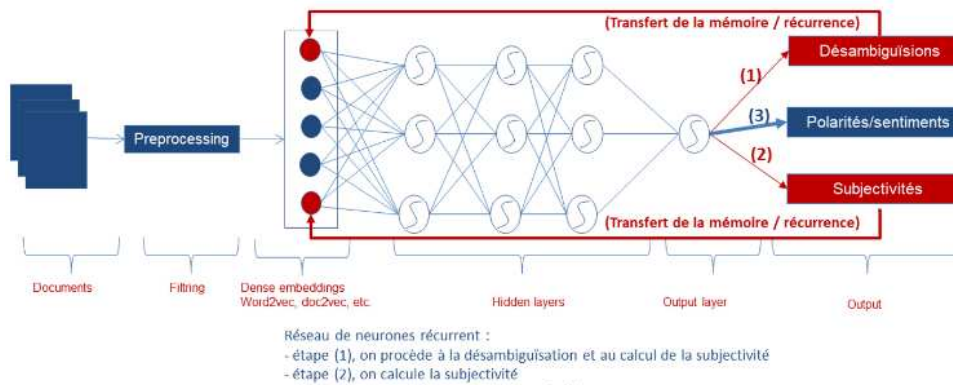 (Transfert de la mémoire / récurrence)
Désambiguïsions
(1)
Preprocessing
(3)
Polarités/sentiments
(2)
Subjectivités
(Transfert de la mémoire / récurrence)
Documents
Filtring
Dense embeddings
Word2vec, doc2vec, etc.
Hidden layers
Output layer
Output
Réseau de neurones récurrent :
- étape (1), on procède à la désambiguïsation et au calcul de la subjectivité
- étape (2), on calcule la subjectivité